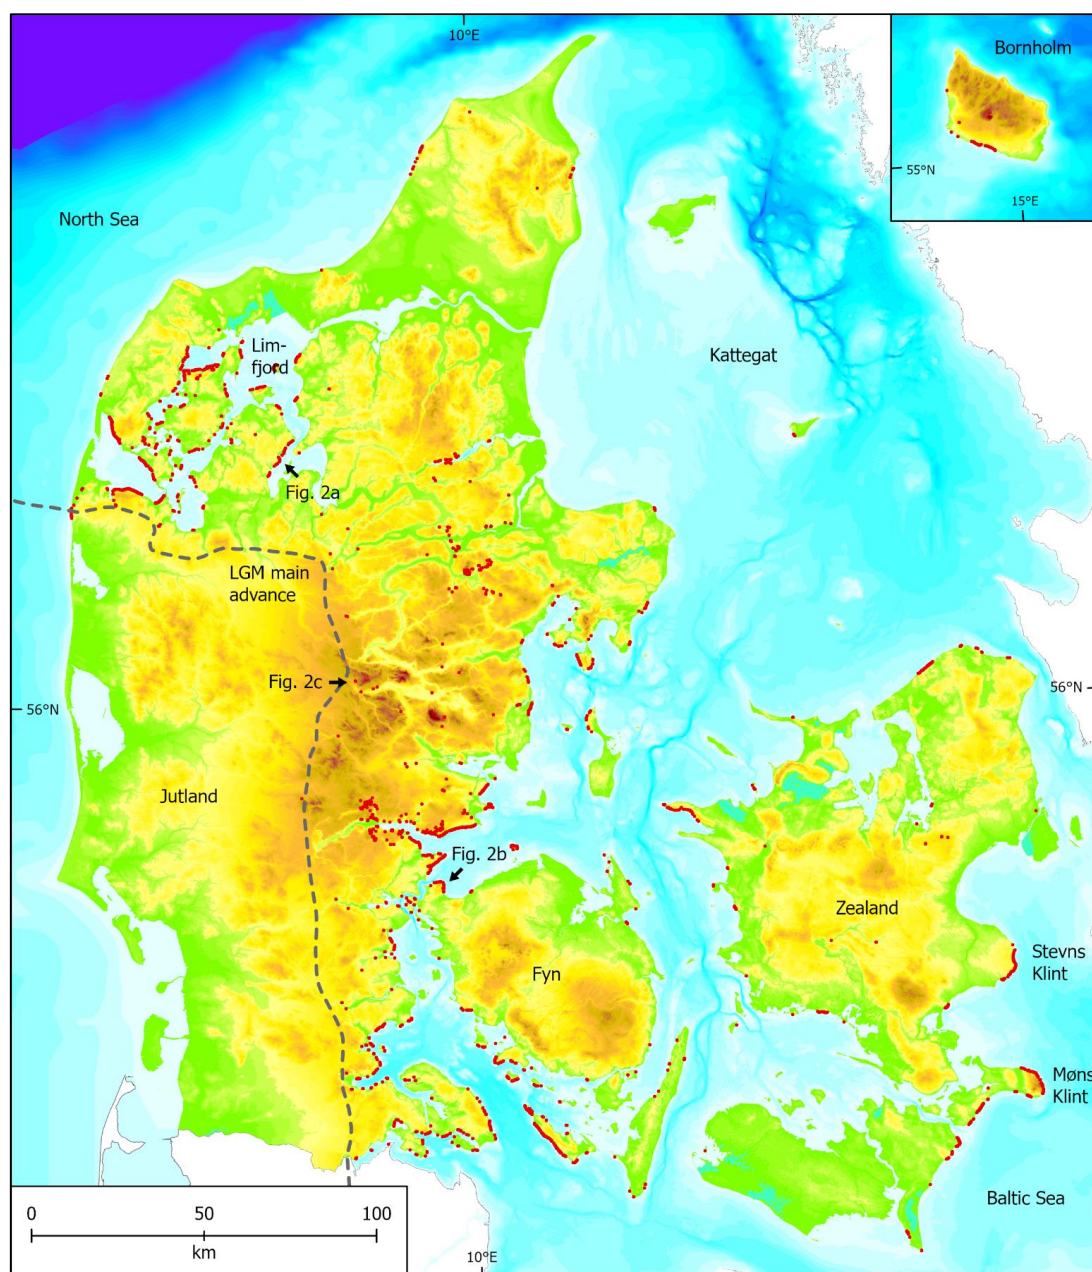 10°E
Bornholm
55°N
15°E
North Sea
Lim-
fjord
Kattegat
Fig. 2a
LGM main
advance
Fig. 2c
56°N
56°N
Jutland
Fig. 2b
Zealand
Fyn
Stevns
Klint
Møns
Klint
Baltic Sea
0 50 100
km
10°E